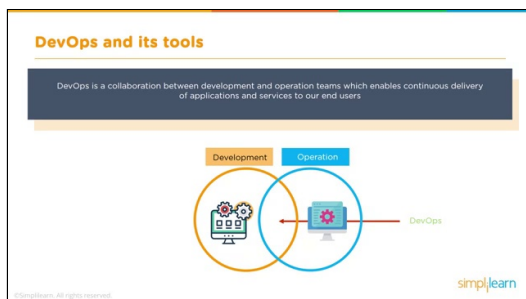 DevOps and its tools
DevOps is a collaboration between development and operation teams which enables continuous delivery
of applications and services to our end users
Development
Operation
DevOps
©Simplilearn. All rights reserved.
simplilearn